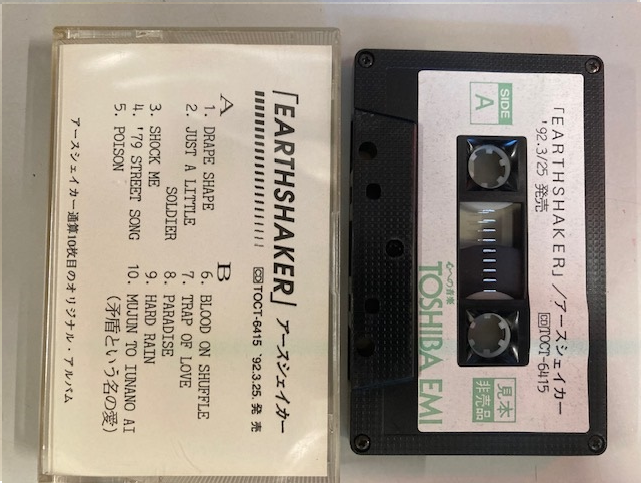 「EARTHSHAKER」 アースシェイカー
CD TOCT-6415 '92.3.25. 発売
A
1. DRAPE SHAPE
2. JUST A LITTLE
SOLDIER
3. SHOCK ME
4. '79 STREET SONG
5. POISON
B
6. BLOOD ON SHUFFLE
7. TRAP OF LOVE
8. PARADISE
9. HARD RAIN
10. MUJUN TO IUNANO AI
(矛盾という名の愛)
アースシェイカー通算10枚目のオリジナル・アルバム
SIDE
A
「EARTHSHAKER」/アースシェイカー
'92.3/25 発売
CD TOCT-6415
心への音楽
TOSHIBA EMI
見本
非売品